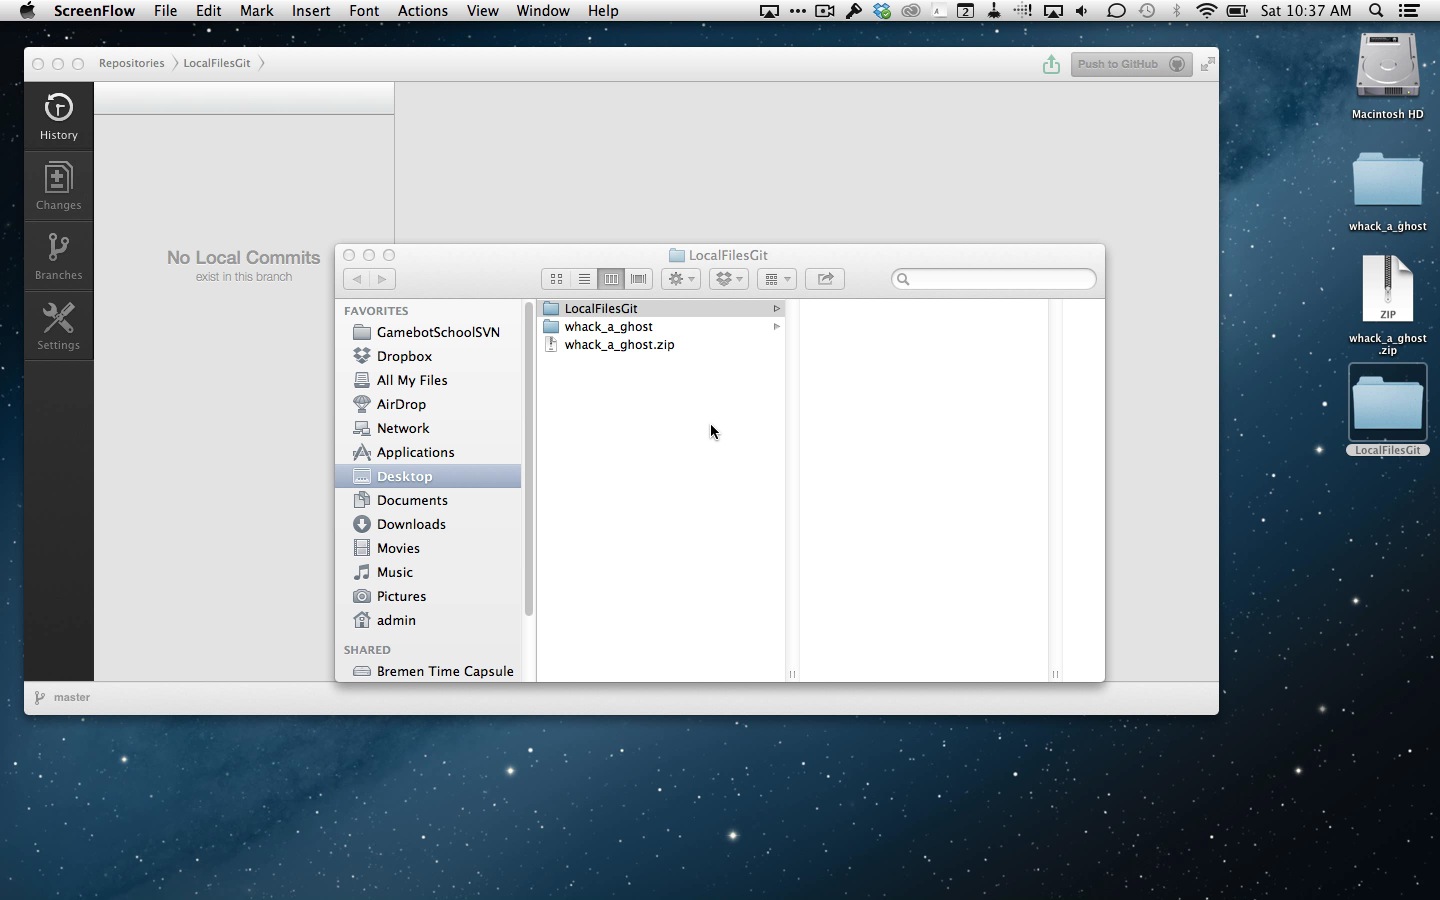 ScreenFlow File Edit Mark Insert Font Actions View Window Help 2 Sat 10:37 AM
Repositories LocalFilesGit Push to GitHub
History
Changes
Branches
Settings
No Local Commits
exist in this branch
master
LocalFilesGit
FAVORITES
GamebotSchoolSVN
Dropbox
All My Files
AirDrop
Network
Applications
Desktop
Documents
Downloads
Movies
Music
Pictures
admin
SHARED
Bremen Time Capsule
LocalFilesGit
whack_a_ghost
whack_a_ghost.zip
Macintosh HD
whack_a_ghost
ZIP
whack_a_ghost
.zip
LocalFilesGit